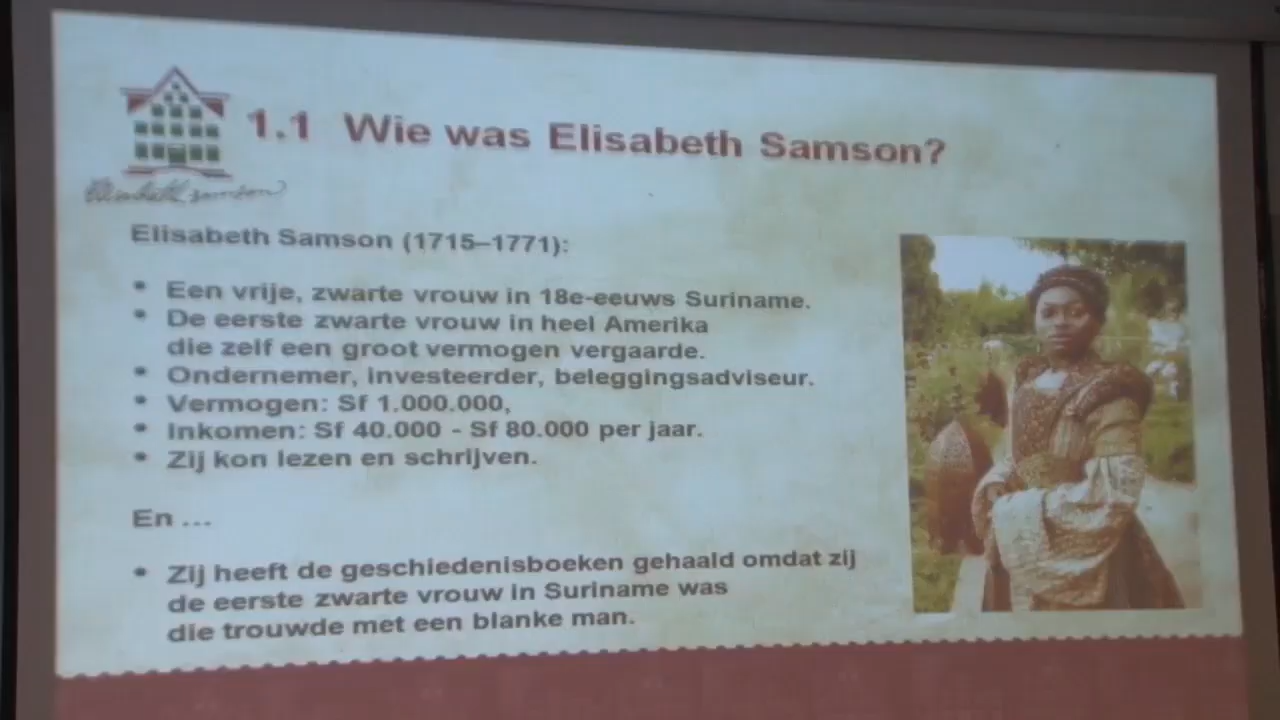 1.1 Wie was Elisabeth Samson?
Elisabeth Samson
Elisabeth Samson (1715–1771):
• Een vrije, zwarte vrouw in 18e-eeuws Suriname.
• De eerste zwarte vrouw in heel Amerika
die zelf een groot vermogen vergaarde.
• Ondernemer, investeerder, beleggingsadviseur.
• Vermogen: Sf 1.000.000,
• Inkomen: Sf 40.000 - Sf 80.000 per jaar.
• Zij kon lezen en schrijven.
En ...
• Zij heeft de geschiedenisboeken gehaald omdat zij
de eerste zwarte vrouw in Suriname was
die trouwde met een blanke man.